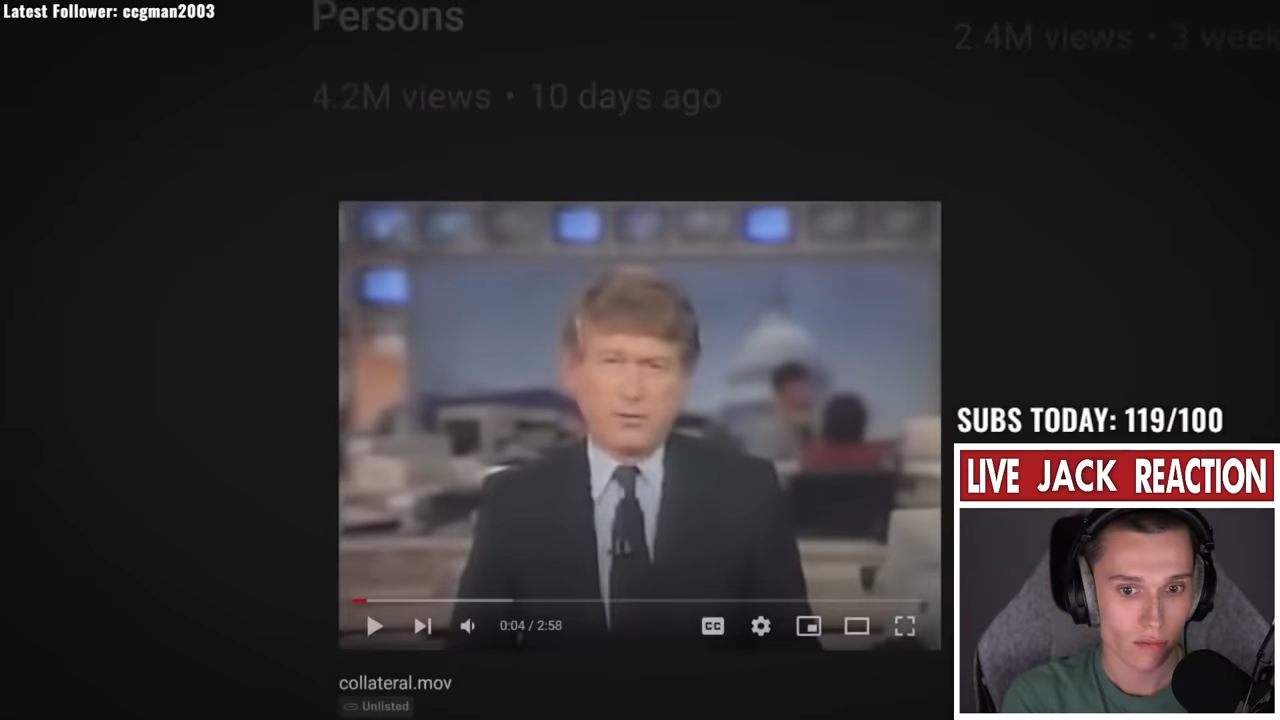 Latest Follower: ccgman2003
Persons
2.4M views • 3 week
4.2M views • 10 days ago
SUBS TODAY: 119/100
LIVE JACK REACTION
CC
0:04 / 2:58
collateral.mov
Unlisted